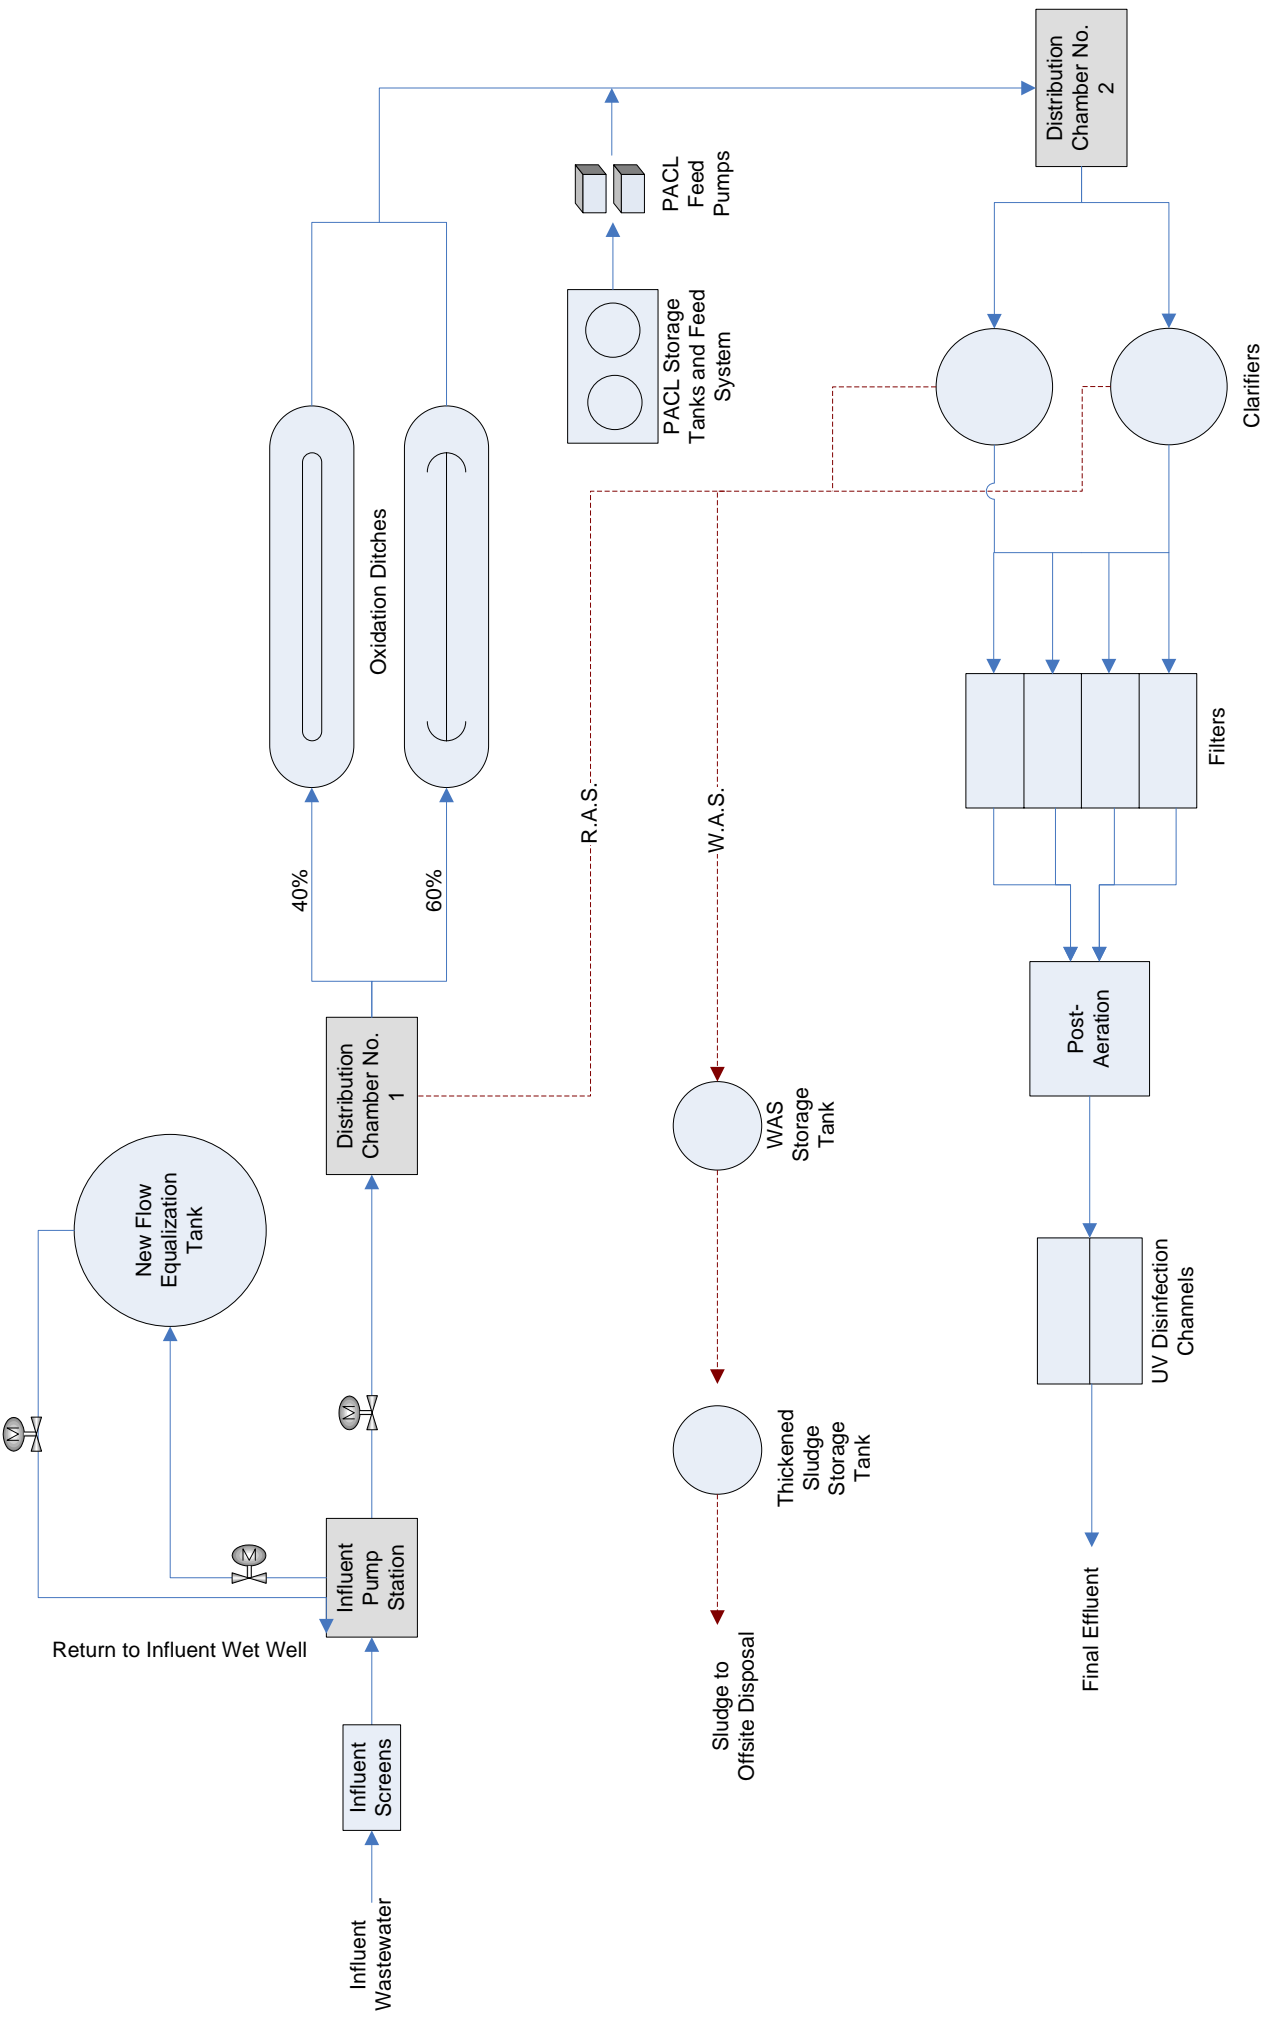 New Flow
Equalization
Tank
M
M
M
Return to Influent Wet Well
Influent
Wastewater
Influent
Screens
Influent
Pump
Station
Distribution
Chamber No.
1
40%
60%
Oxidation Ditches
PACL Storage
Tanks and Feed
System
PACL
Feed
Pumps
R.A.S.
W.A.S.
WAS
Storage
Tank
Thickened
Sludge
Storage
Tank
Sludge to
Offsite Disposal
Distribution
Chamber No.
2
Clarifiers
Filters
Post-
Aeration
UV Disinfection
Channels
Final Effluent